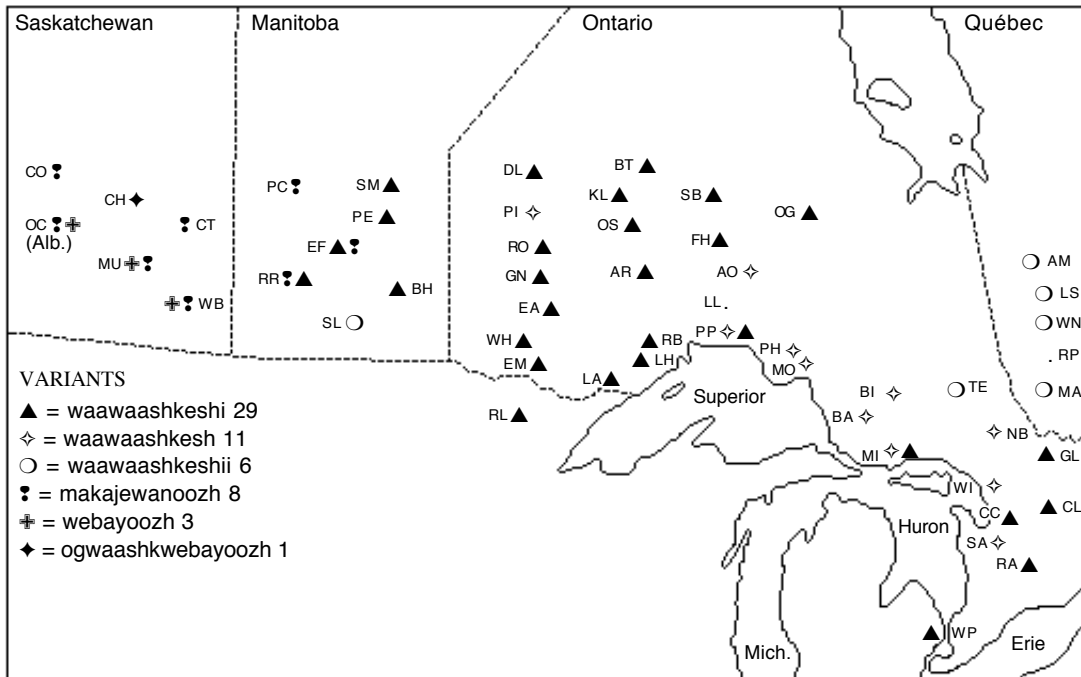 Saskatchewan Manitoba Ontario Québec
CO
PC
SM
DL
BT
CH
KL
SB
OC
(Alb.)
CT
PE
PI
OS
OG
EF
RO
FH
MU
AM
RR
BH
GN
AR
AO
WB
LS
SL
EA
LL
WN
WH
RB
PP
PH
RP
EM
LH
MO
LA
VARIANTS
▲ = waawaashkeshi 29
✧ = waawaashkesh 11
❍ = waawaashkeshii 6
❢ = makajewanoozh 8
✙ = webayoozh 3
✦ = ogwaashkwebayoozh 1
Superior
BI
TE
MA
RL
BA
NB
MI
GL
WI
CC
CL
Huron
SA
RA
WP
Mich.
Erie